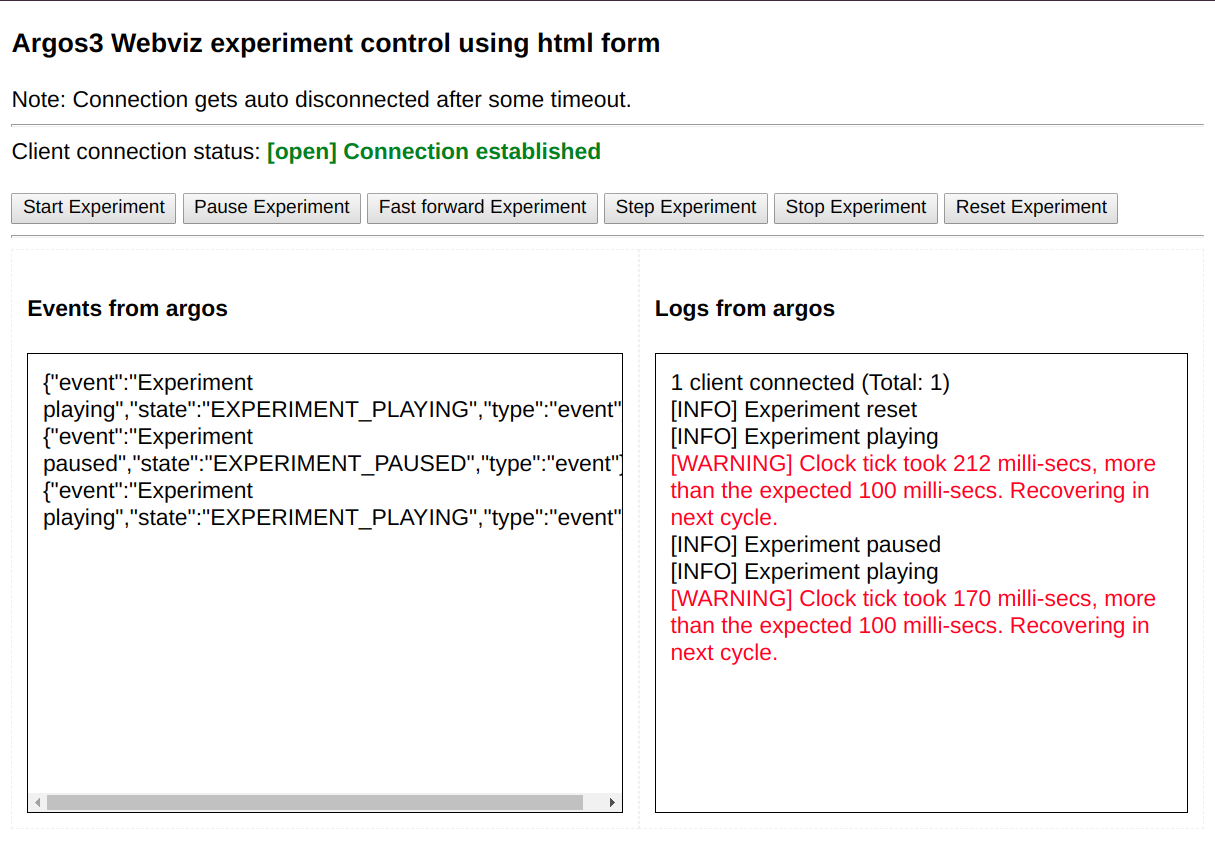 Argos3 Webviz experiment control using html form
Note: Connection gets auto disconnected after some timeout.
Client connection status: [open] Connection established
Start Experiment Pause Experiment Fast forward Experiment Step Experiment Stop Experiment Reset Experiment
Events from argos
{"event":"Experiment
playing","state":"EXPERIMENT_PLAYING","type":"event"
{"event":"Experiment
paused","state":"EXPERIMENT_PAUSED","type":"event"}
{"event":"Experiment
playing","state":"EXPERIMENT_PLAYING","type":"event"
Logs from argos
1 client connected (Total: 1)
[INFO] Experiment reset
[INFO] Experiment playing
[WARNING] Clock tick took 212 milli-secs, more
than the expected 100 milli-secs. Recovering in
next cycle.
[INFO] Experiment paused
[INFO] Experiment playing
[WARNING] Clock tick took 170 milli-secs, more
than the expected 100 milli-secs. Recovering in
next cycle.